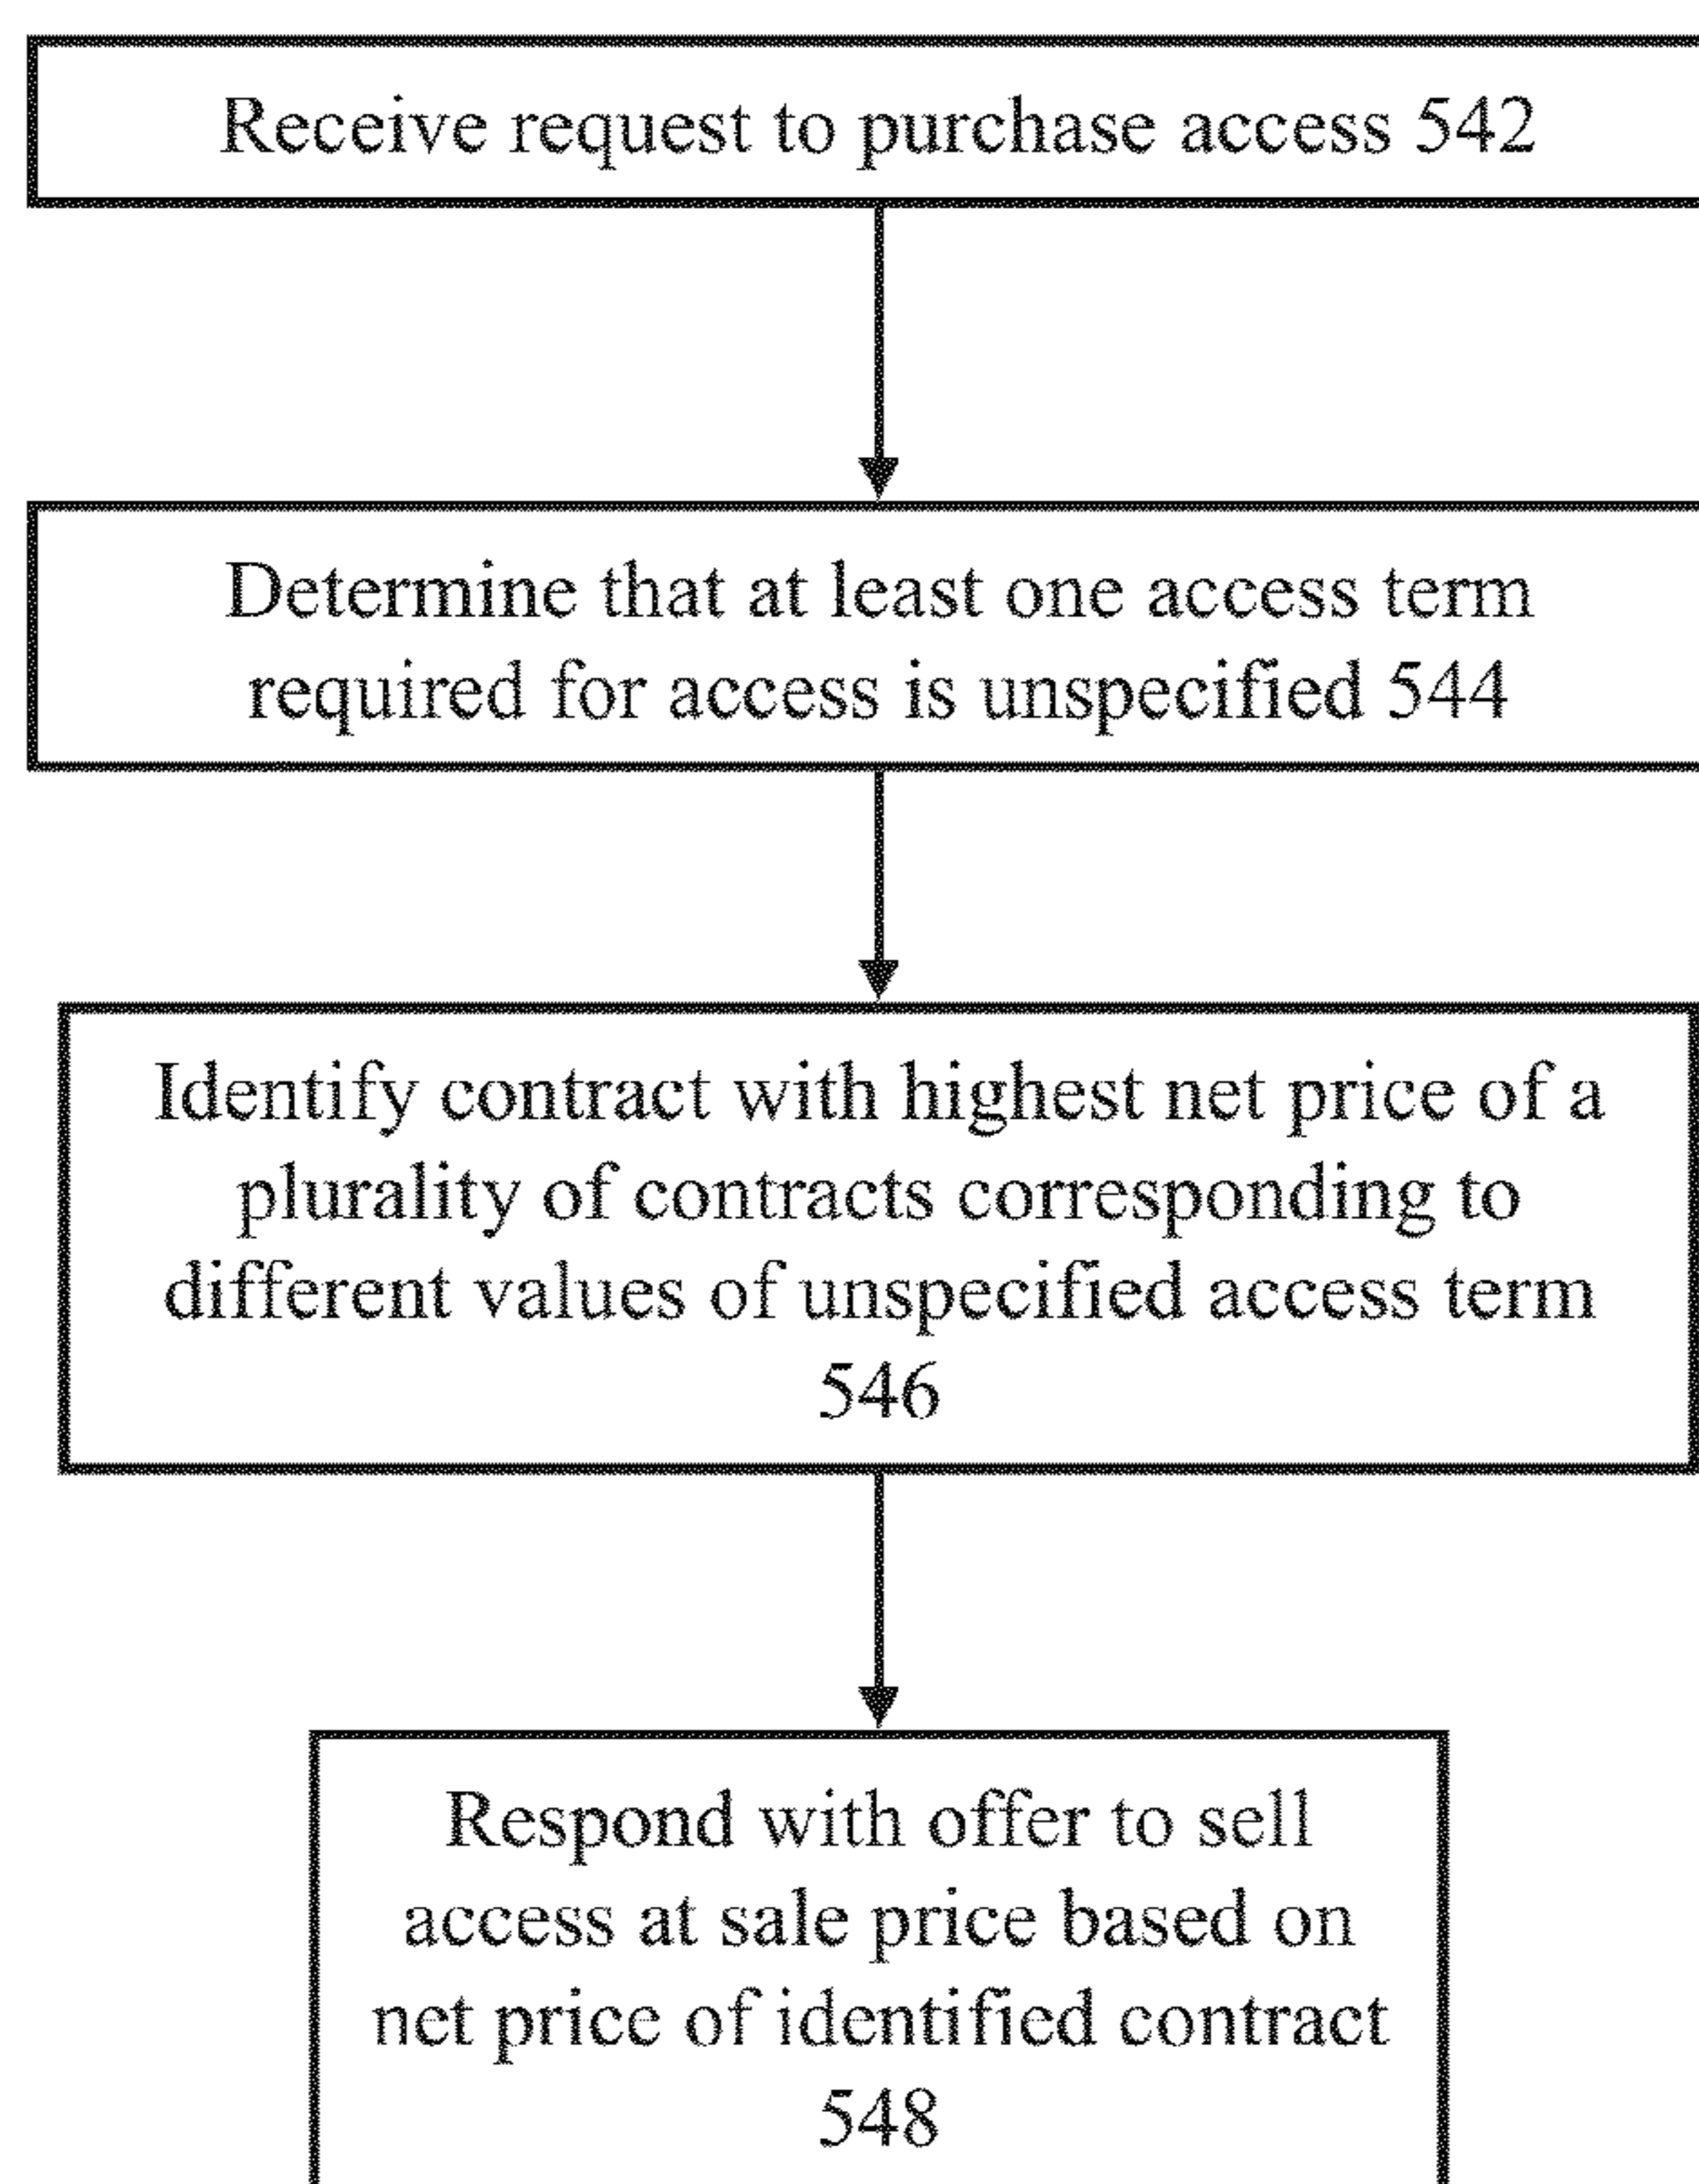 Receive request to purchase access 542
Determine that at least one access term
required for access is unspecified 544
Identify contract with highest net price of a
plurality of contracts corresponding to
different values of unspecified access term
546
Respond with offer to sell
access at sale price based on
net price of identified contract
548